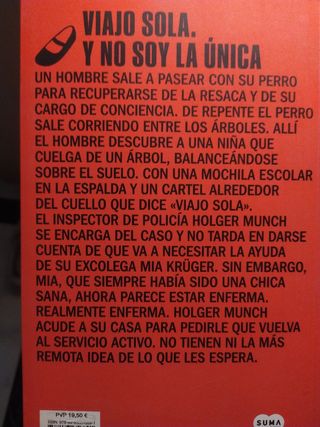 VIAJO SOLA.
Y NO SOY LA ÚNICA
UN HOMBRE SALE A PASEAR CON SU PERRO
PARA RECUPERARSE DE LA RESACA Y DE SU
CARGO DE CONCIENCIA. DE REPENTE EL PERRO
SALE CORRIENDO ENTRE LOS ÁRBOLES. ALLÍ
EL HOMBRE DESCUBRE A UNA NIÑA QUE
CUELGA DE UN ÁRBOL, BALANCEÁNDOSE
SOBRE EL SUELO. CON UNA MOCHILA ESCOLAR
EN LA ESPALDA Y UN CARTEL ALREDEDOR
DEL CUELLO QUE DICE «VIAJO SOLA».
EL INSPECTOR DE POLICÍA HOLGER MUNCH
SE ENCARGA DEL CASO Y NO TARDA EN DARSE
CUENTA DE QUE VA A NECESITAR LA AYUDA
DE SU EXCOLEGA MIA KRÜGER. SIN EMBARGO,
MIA, QUE SIEMPRE HABÍA SIDO UNA CHICA
SANA, AHORA PARECE ESTAR ENFERMA.
REALMENTE ENFERMA. HOLGER MUNCH
ACUDE A SU CASA PARA PEDIRLE QUE VUELVA
AL SERVICIO ACTIVO. NO TIENEN NI LA MÁS
REMOTA IDEA DE LO QUE LES ESPERA.
PVP 19,50 €
SUMA